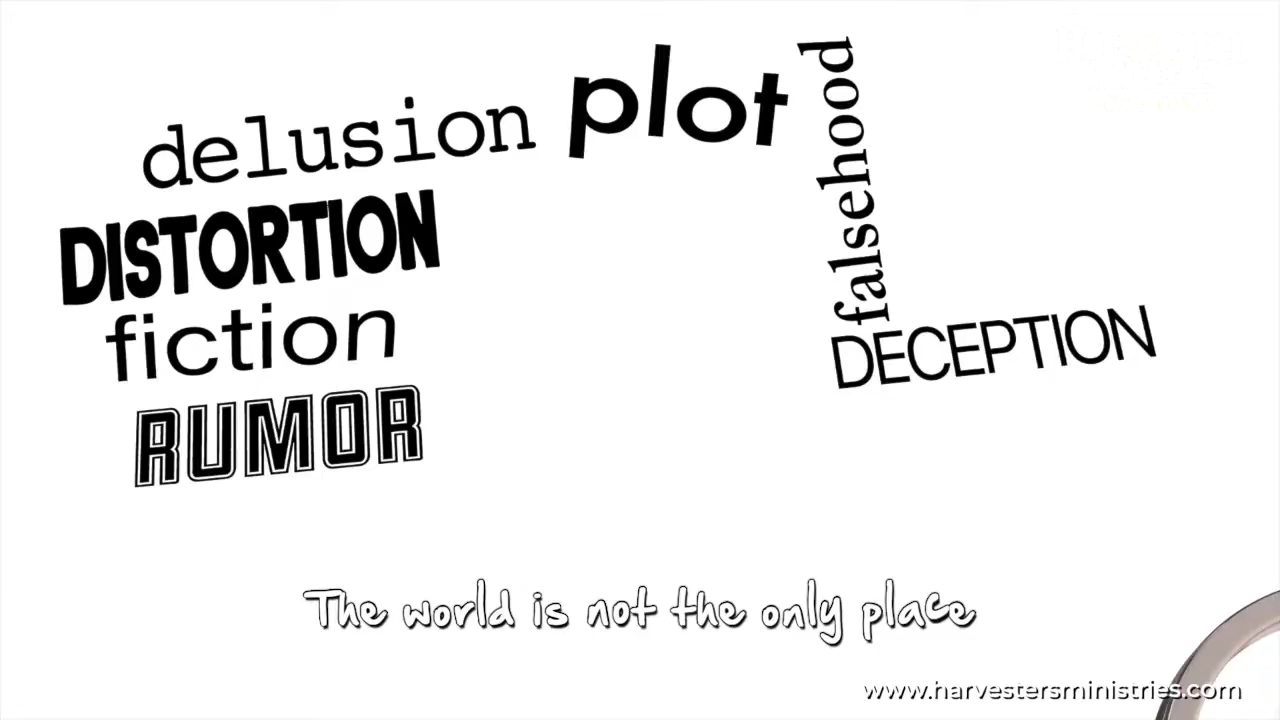 delusion
plot
falsehood
DISTORTION
fiction
DECEPTION
RUMOR
The world is not the only place
www.harvestersministries.com